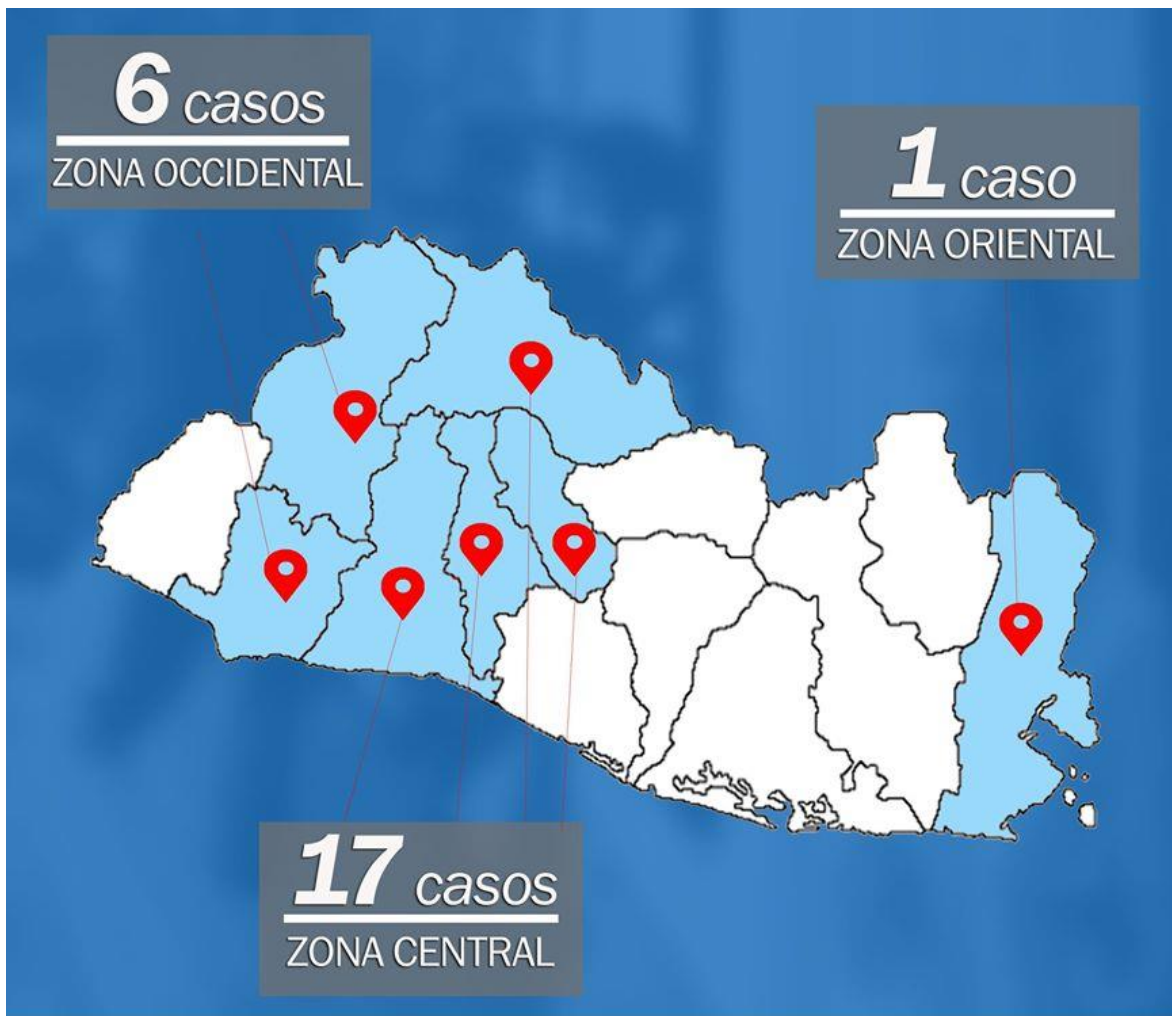 6 casos
ZONA OCCIDENTAL
1 caso
ZONA ORIENTAL
17 casos
ZONA CENTRAL